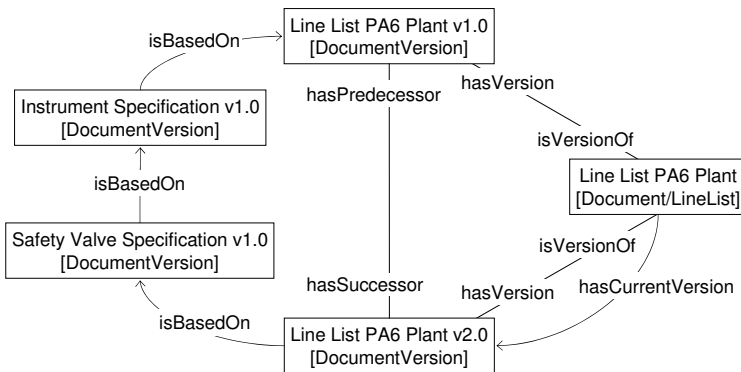 Line List PA6 Plant v1.0
[DocumentVersion]
isBasedOn
hasPredecessor
hasVersion
Instrument Specification v1.0
[DocumentVersion]
isVersionOf
isBasedOn
Line List PA6 Plant
[Document/LineList]
Safety Valve Specification v1.0
[DocumentVersion]
isVersionOf
hasSuccessor
hasVersion
hasCurrentVersion
isBasedOn
Line List PA6 Plant v2.0
[DocumentVersion]